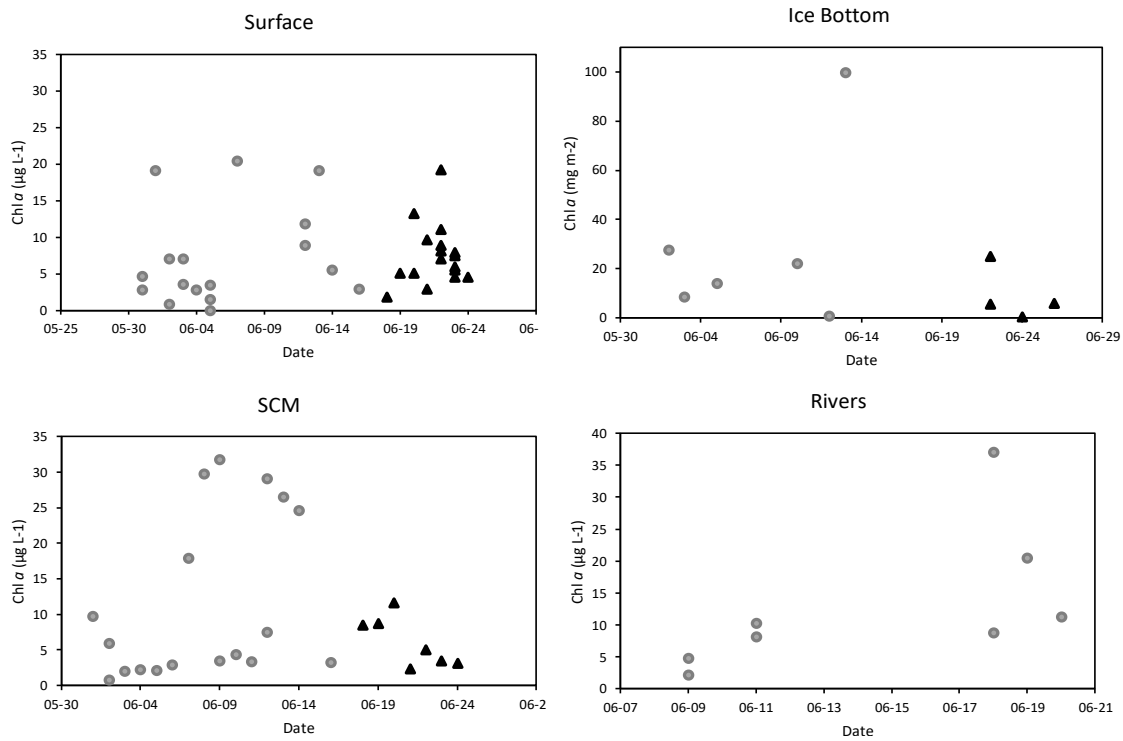 Surface
35
30
25
20
15
10
5
0
Chl a (µg L-1)
05-25 05-30 06-04 06-09 06-14 06-19 06-24 06-
Date
Ice Bottom
100
80
60
40
20
0
Chl a (mg m-2)
05-30 06-04 06-09 06-14 06-19 06-24 06-29
Date
SCM
35
30
25
20
15
10
5
0
Chl a (µg L-1)
05-30 06-04 06-09 06-14 06-19 06-24 06-2
Date
Rivers
40
35
30
25
20
15
10
5
0
Chl a (µg L-1)
06-07 06-09 06-11 06-13 06-15 06-17 06-19 06-21
Date